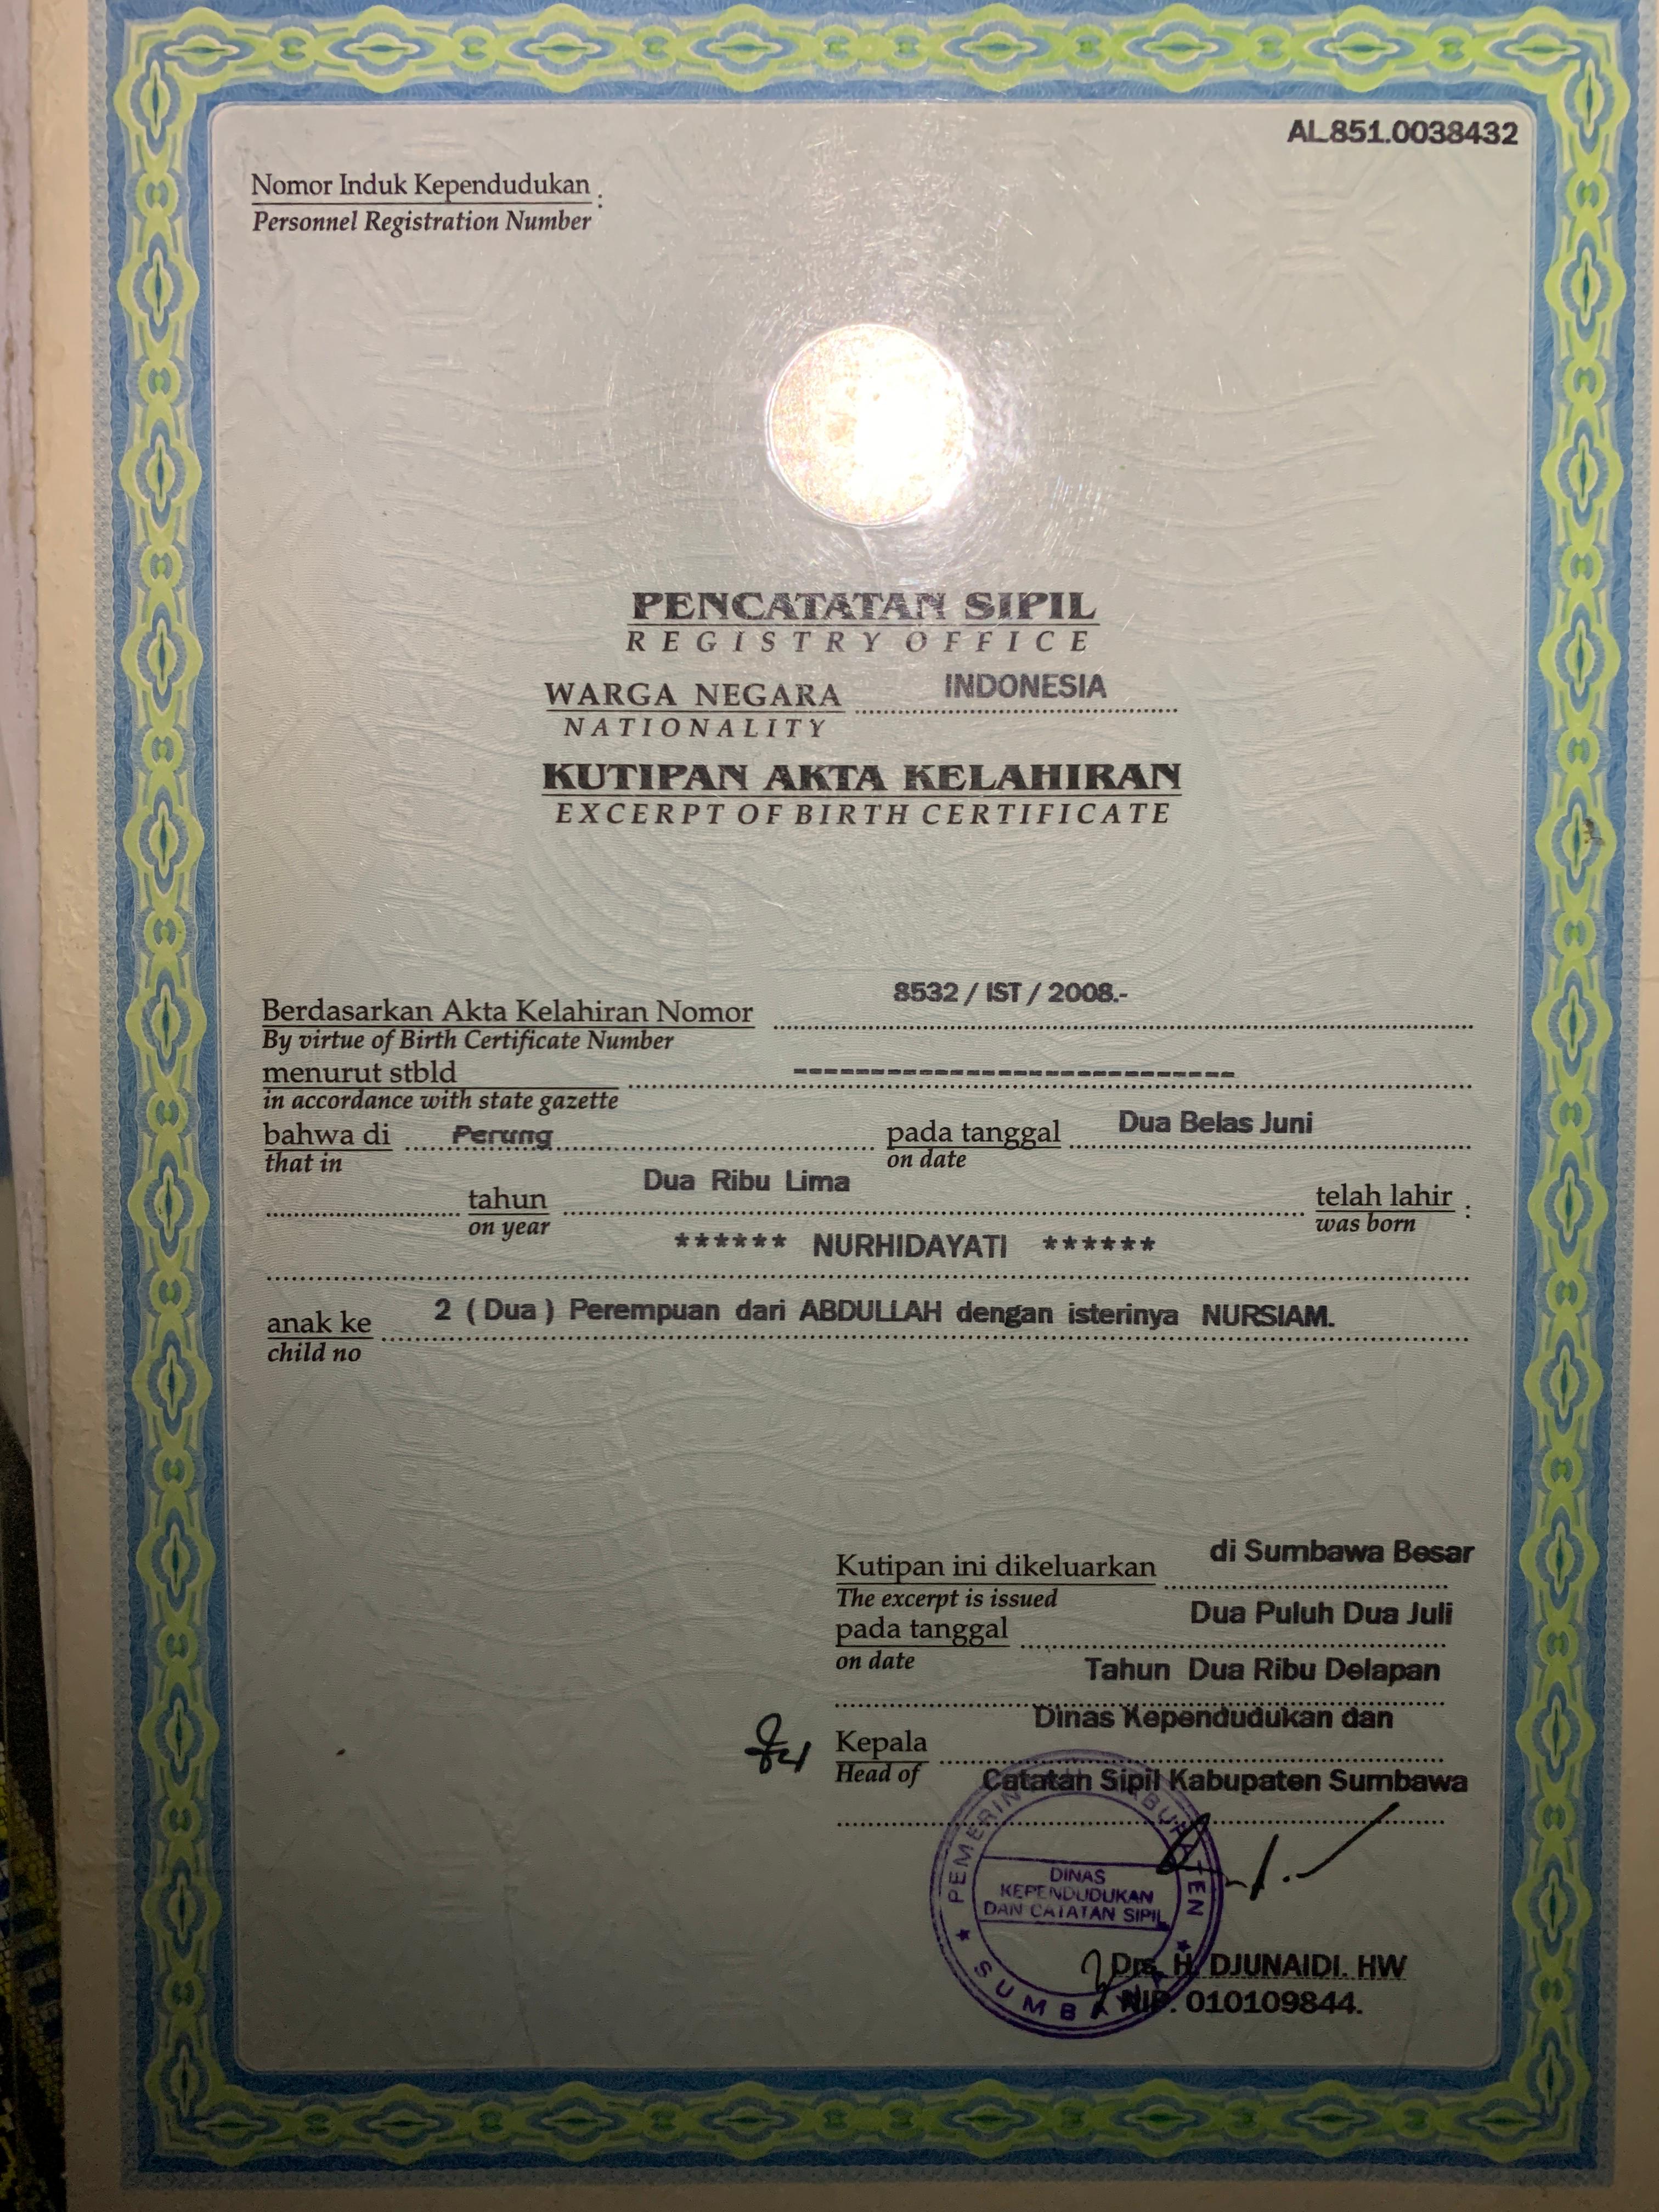 AL.851.0038432
Nomor Induk Kependudukan :
Personnel Registration Number
PENCATATAN SIPIL
REGISTRY OFFICE
WARGA NEGARA INDONESIA
NATIONALITY
KUTIPAN AKTA KELAHIRAN
EXCERPT OF BIRTH CERTIFICATE
Berdasarkan Akta Kelahiran Nomor 8532 / IST / 2008.-
By virtue of Birth Certificate Number
menurut stbld ----------------------------
in accordance with state gazette
bahwa di Perung pada tanggal Dua Belas Juni
that in on date
tahun Dua Ribu Lima telah lahir :
on year was born
****** NURHIDAYATI ******
anak ke 2 ( Dua ) Perempuan dari ABDULLAH dengan isterinya NURSIAM.
child no
Kutipan ini dikeluarkan di Sumbawa Besar
The excerpt is issued
pada tanggal Dua Puluh Dua Juli
on date Tahun Dua Ribu Delapan
Dinas Kependudukan dan
Kepala
Head of Catatan Sipil Kabupaten Sumbawa
PEMERINTAH KABUPATEN
DINAS
KEPENDUDUKAN
DAN CATATAN SIPIL
SUMBAWA
Drs. H. DJUNAIDI. HW
NIP. 010109844.